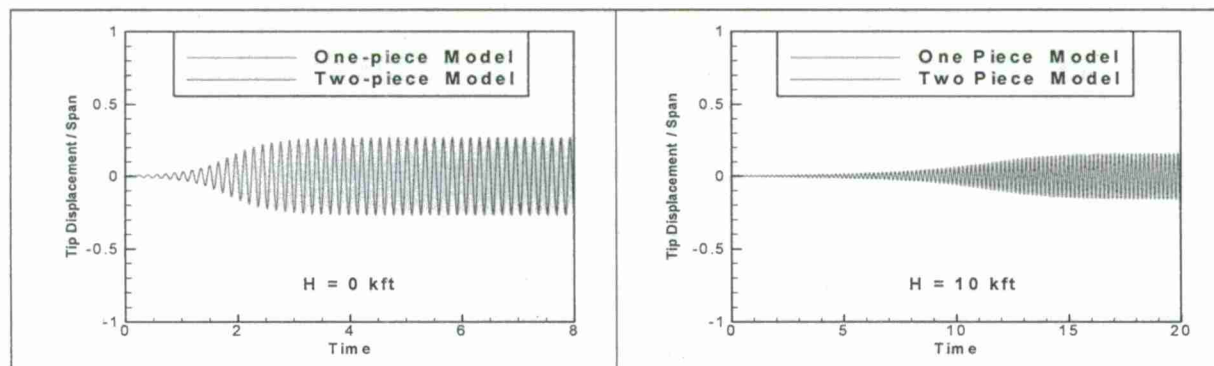 1
0.5
0
-0.5
-1
Tip Displacement / Span
One-piece Model
Two-piece Model
H = 0 kft
0 2 4 6 8
Time
1
0.5
0
-0.5
-1
Tip Displacement / Span
One Piece Model
Two Piece Model
H = 10 kft
0 5 10 15 20
Time